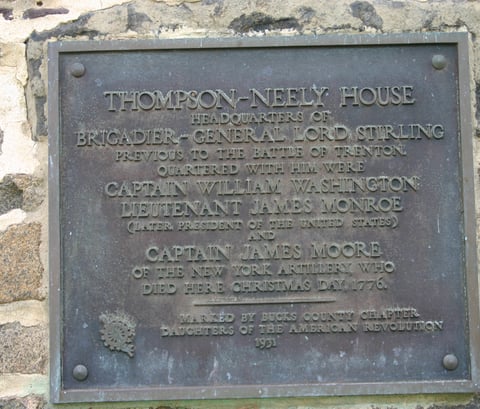 THOMPSON-NEELY HOUSE
HEADQUARTERS OF
BRIGADIER-GENERAL LORD STIRLING
PREVIOUS TO THE BATTLE OF TRENTON.
QUARTERED WITH HIM WERE
CAPTAIN WILLIAM WASHINGTON
LIEUTENANT JAMES MONROE
(LATER PRESIDENT OF THE UNITED STATES)
AND
CAPTAIN JAMES MOORE
OF THE NEW YORK ARTILLERY, WHO
DIED HERE CHRISTMAS DAY, 1776.
MARKED BY BUCKS COUNTY CHAPTER
DAUGHTERS OF THE AMERICAN REVOLUTION
1931